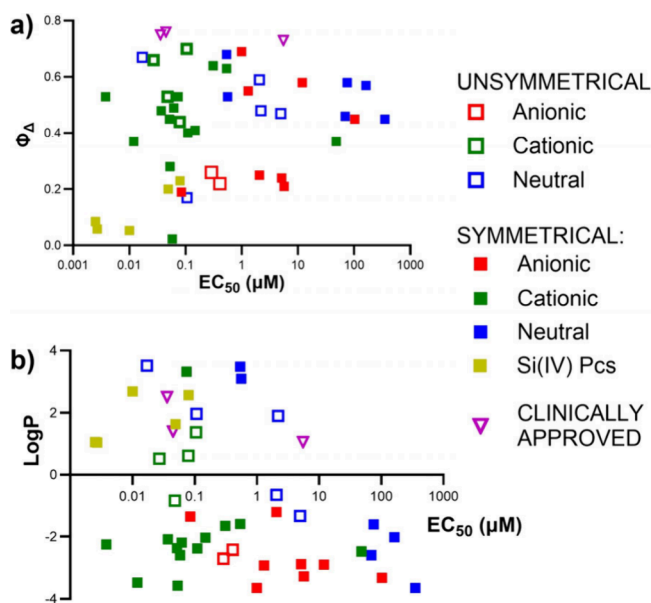 a)
0.8
0.6
0.4
0.2
0.0
ΦΔ
0.001 0.01 0.1 1 10 100 1000
EC50 (µM)
UNSYMMETRICAL
Anionic
Cationic
Neutral
SYMMETRICAL:
Anionic
Cationic
Neutral
Si(IV) Pcs
CLINICALLY
APPROVED
b)
4
2
0
-2
-4
LogP
0.01 0.1 1 10 100 1000
EC50 (µM)